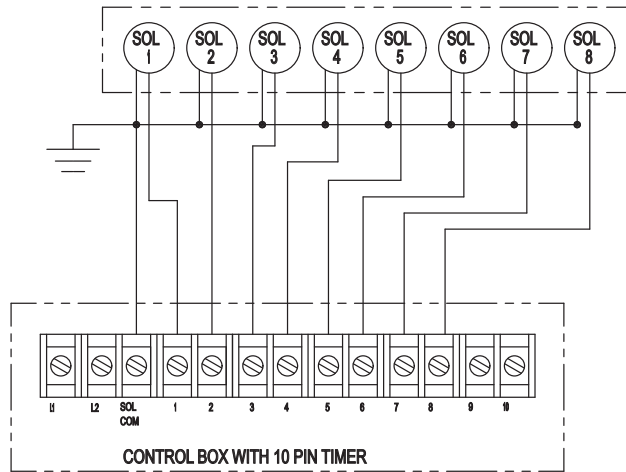 SOL 1
SOL 2
SOL 3
SOL 4
SOL 5
SOL 6
SOL 7
SOL 8
L1 L2 SOL COM 1 2 3 4 5 6 7 8 9 10
CONTROL BOX WITH 10 PIN TIMER